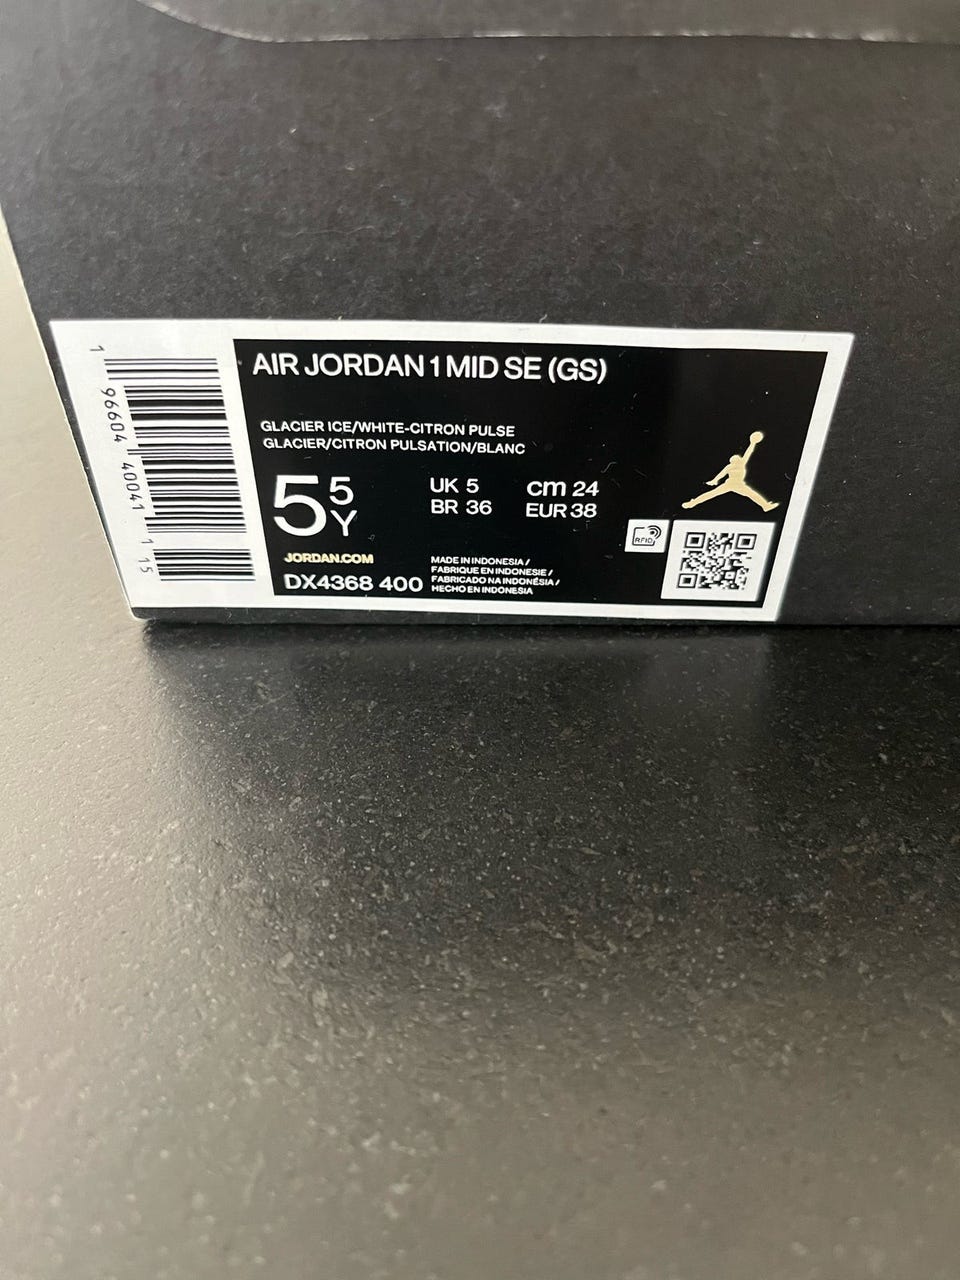 AIR JORDAN 1 MID SE (GS)
GLACIER ICE/WHITE-CITRON PULSE
GLACIER/CITRON PULSATION/BLANC
5 5Y
UK 5 cm 24
BR 36 EUR 38
RFID
JORDAN.COM
DX4368 400
MADE IN INDONESIA /
FABRIQUE EN INDONESIE /
FABRICADO NA INDONÉSIA /
HECHO EN INDONESIA
1 96604 40041 1 15